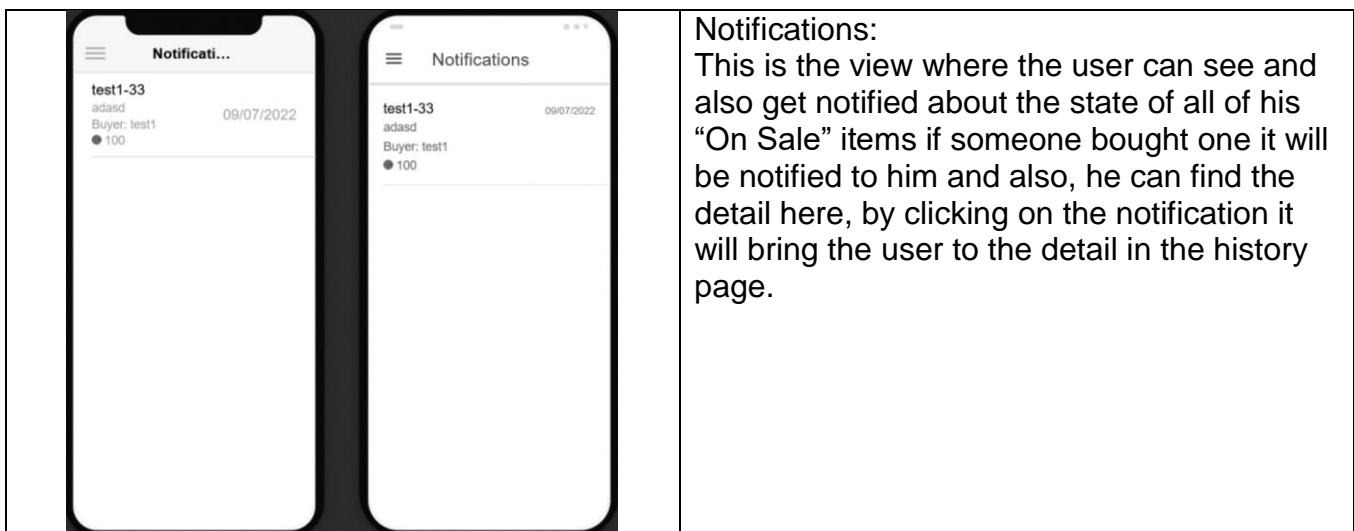 Notificati...
test1-33
adasd
Buyer: test1
09/07/2022
100
Notifications
test1-33
09/07/2022
adasd
Buyer: test1
100
Notifications:
This is the view where the user can see and
also get notified about the state of all of his
“On Sale” items if someone bought one it will
be notified to him and also, he can find the
detail here, by clicking on the notification it
will bring the user to the detail in the history
page.